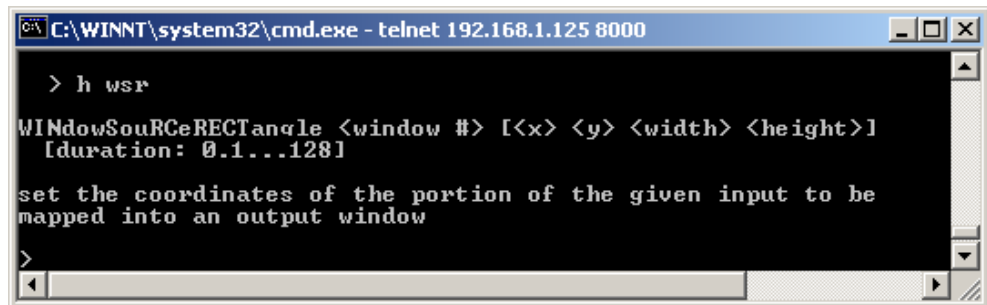 C:\WINNT\system32\cmd.exe - telnet 192.168.1.125 8000
> h wsr
WINdowSouRCeRECTangle <window #> [<x> <y> <width> <height>]
[duration: 0.1...128]
set the coordinates of the portion of the given input to be
mapped into an output window
>